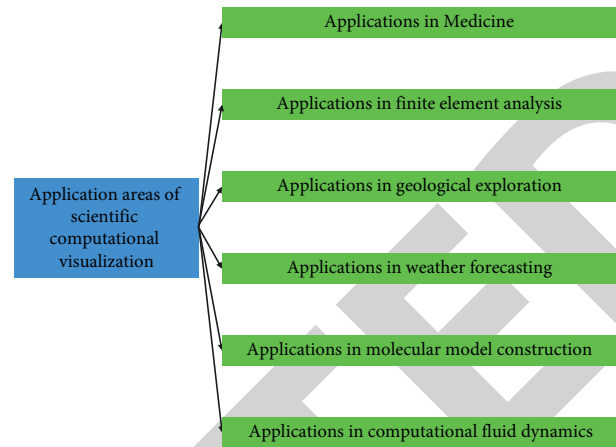 Applications in Medicine
Applications in finite element analysis
Applications in geological exploration
Application areas of
scientific
computational
visualization
Applications in weather forecasting
Applications in molecular model construction
Applications in computational fluid dynamics